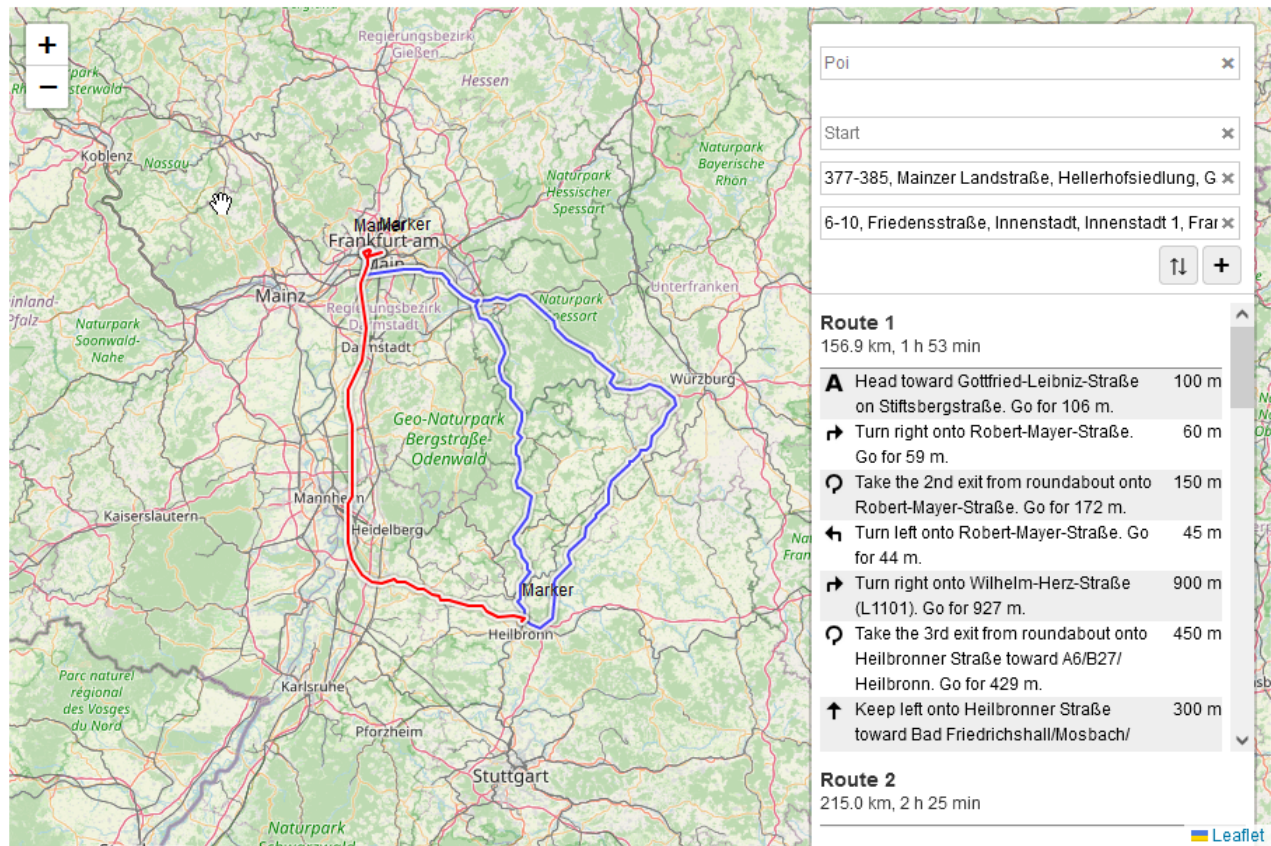 +
−
Regierungsbezirk
Gießen
Hessen
Koblenz
Nassau
Naturpark
Hessischer
Spessart
Naturpark
Bayerische
Rhön
Marker
Frankfurt am
Main
Mainz
Unterfranken
Naturpark
Soonwald-
Nahe
Darmstadt
Würzburg
Geo-Naturpark
Bergstraße-
Odenwald
Mannheim
Kaiserslautern
Heidelberg
Marker
Heilbronn
Parc naturel
régional
des Vosges
du Nord
Karlsruhe
Pforzheim
Stuttgart
Naturpark
Poi ×
Start ×
377-385, Mainzer Landstraße, Hellerhofsiedlung, G ×
6-10, Friedensstraße, Innenstadt, Innenstadt 1, Fran ×
+
Route 1
156.9 km, 1 h 53 min
Head toward Gottfried-Leibniz-Straße 100 m
on Stiftsbergstraße. Go for 106 m.
Turn right onto Robert-Mayer-Straße. 60 m
Go for 59 m.
Take the 2nd exit from roundabout onto 150 m
Robert-Mayer-Straße. Go for 172 m.
Turn left onto Robert-Mayer-Straße. Go 45 m
for 44 m.
Turn right onto Wilhelm-Herz-Straße 900 m
(L1101). Go for 927 m.
Take the 3rd exit from roundabout onto 450 m
Heilbronner Straße toward A6/B27/
Heilbronn. Go for 429 m.
Keep left onto Heilbronner Straße 300 m
toward Bad Friedrichshall/Mosbach/
Route 2
215.0 km, 2 h 25 min
Leaflet